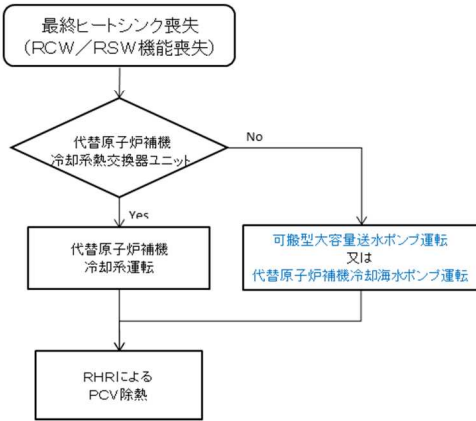 最終ヒートシンク喪失
(RCW／RSW機能喪失)
代替原子炉補機
冷却系熱交換器ユニット
No
Yes
代替原子炉補機
冷却系運転
可搬型大容量送水ポンプ運転
又は
代替原子炉補機冷却海水ポンプ運転
RHRによる
PCV除熱